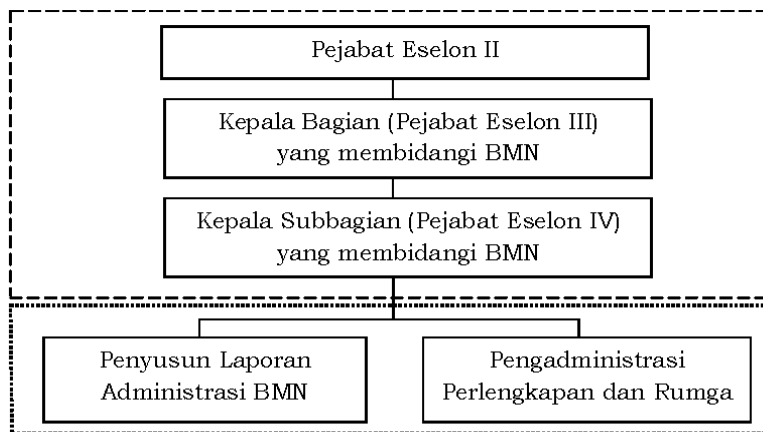 Pejabat Eselon II
Kepala Bagian (Pejabat Eselon III)
yang membidangi BMN
Kepala Subbagian (Pejabat Eselon IV)
yang membidangi BMN
Penyusun Laporan
Administrasi BMN
Pengadministrasi
Perlengkapan dan Rumga